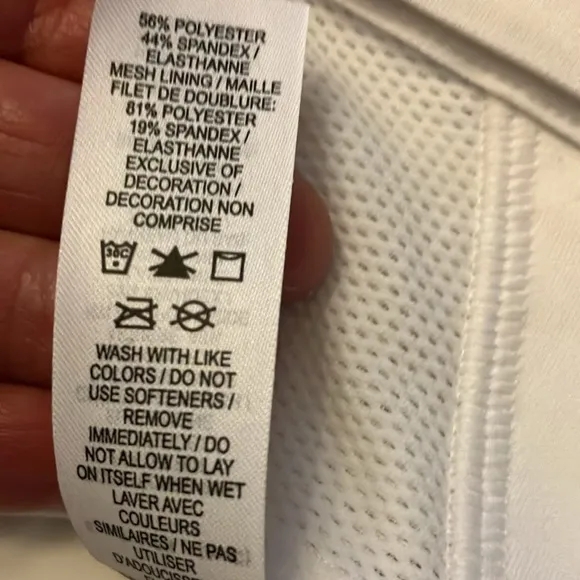 56% POLYESTER
44% SPANDEX /
ELASTHANNE
MESH LINING / MAILLE
FILET DE DOUBLURE:
81% POLYESTER
19% SPANDEX /
ELASTHANNE
EXCLUSIVE OF
DECORATION /
DECORATION NON
COMPRISE
30C
WASH WITH LIKE
COLORS / DO NOT
USE SOFTENERS /
REMOVE
IMMEDIATELY / DO
NOT ALLOW TO LAY
ON ITSELF WHEN WET
LAVER AVEC
COULEURS
SIMILAIRES / NE PAS
UTILISER
D'ADOUCISSE